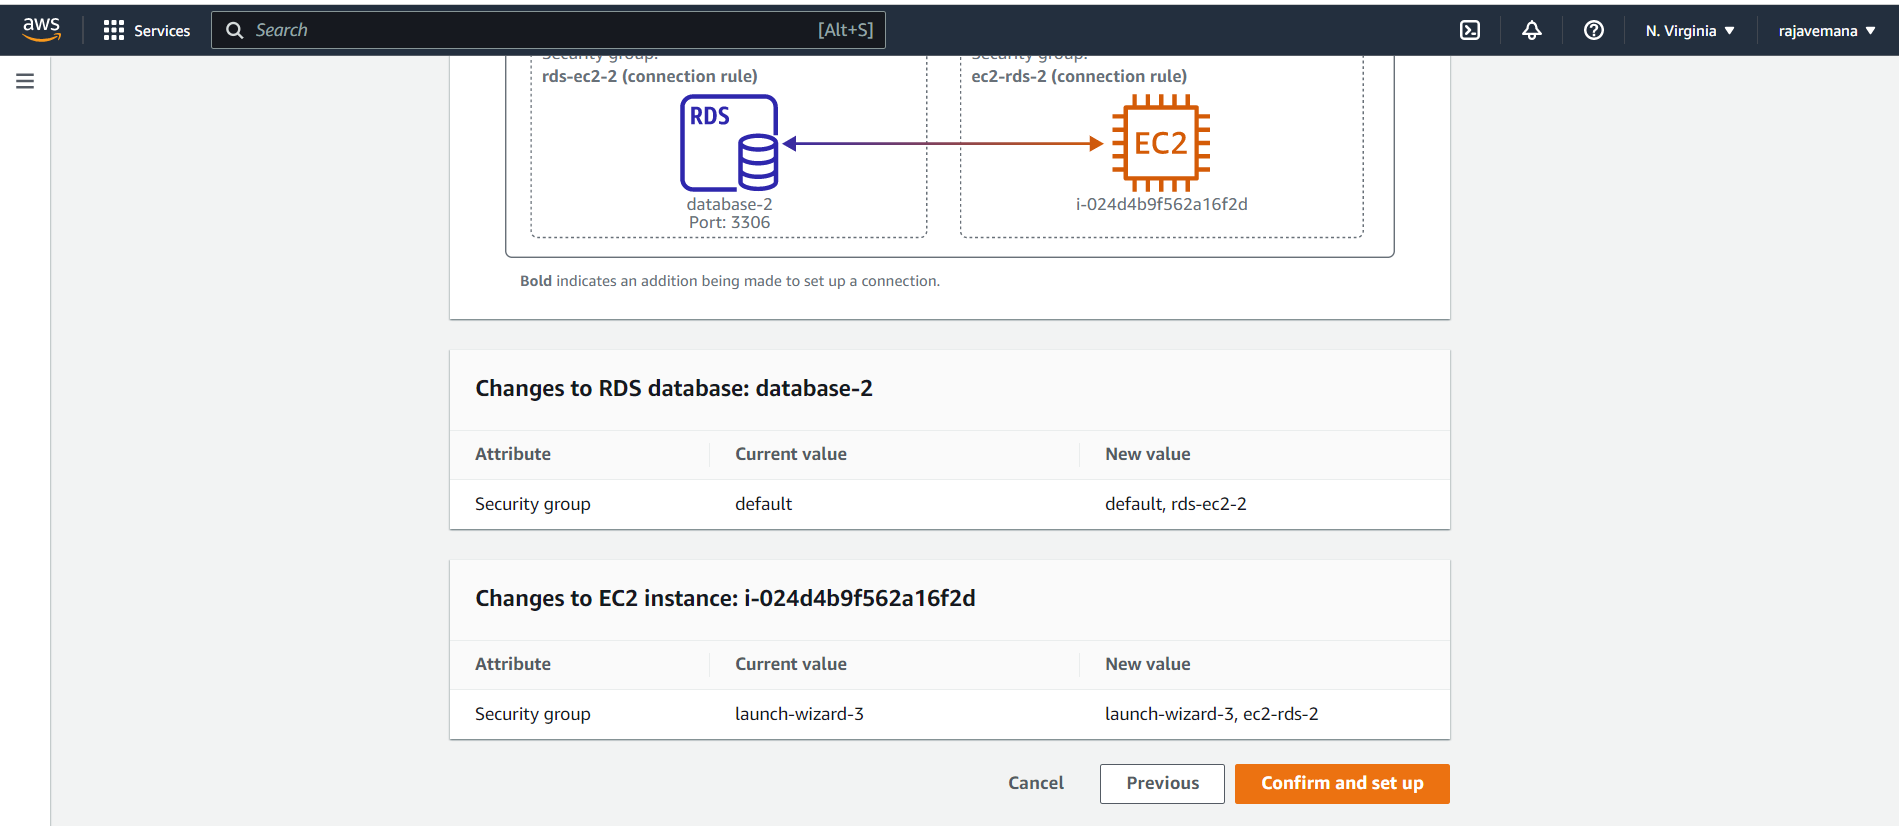 aws
Services
Search
[Alt+S]
N. Virginia
rajavemana
Security group:
Security group:
rds-ec2-2 (connection rule)
ec2-rds-2 (connection rule)
RDS
EC2
database-2
Port: 3306
i-024d4b9f562a16f2d
Bold indicates an addition being made to set up a connection.
Changes to RDS database: database-2
Attribute
Current value
New value
Security group
default
default, rds-ec2-2
Changes to EC2 instance: i-024d4b9f562a16f2d
Attribute
Current value
New value
Security group
launch-wizard-3
launch-wizard-3, ec2-rds-2
Cancel
Previous
Confirm and set up